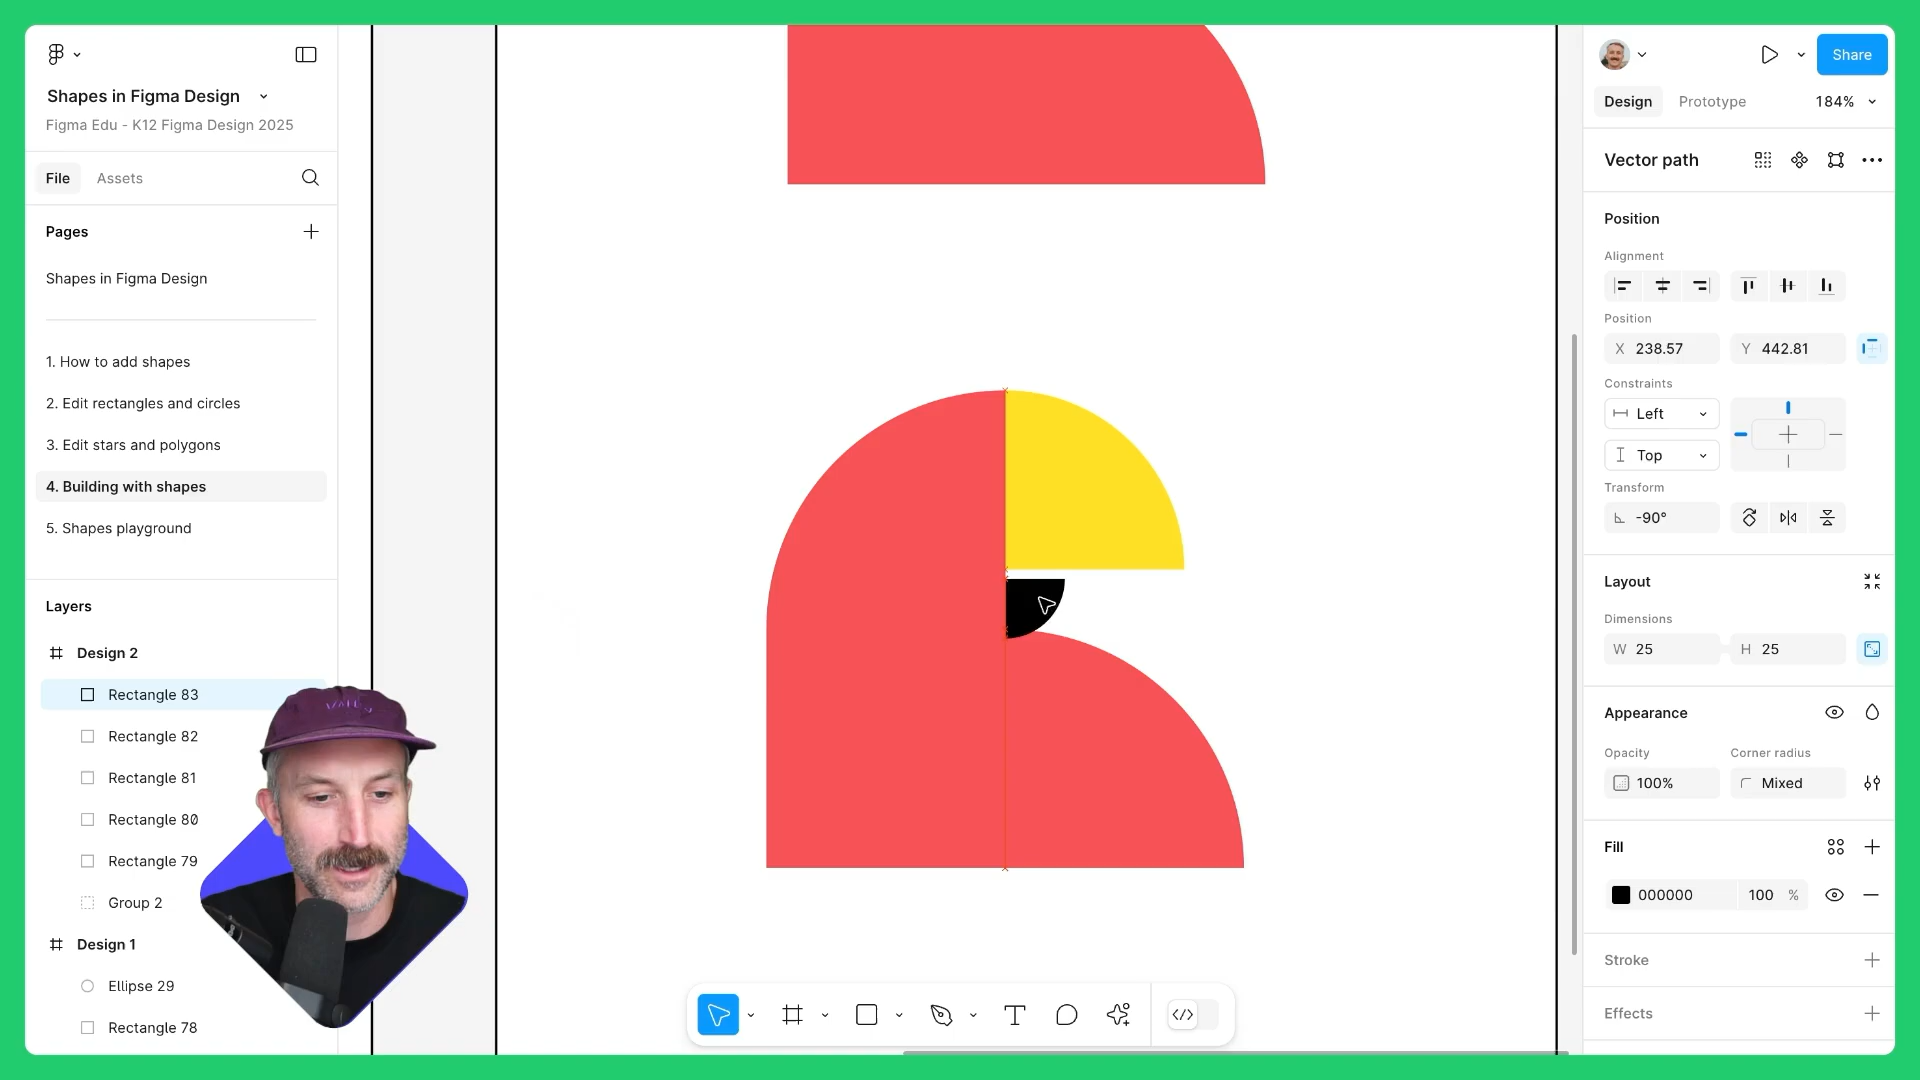 Shapes in Figma Design
Figma Edu - K12 Figma Design 2025
File
Assets
Pages
Shapes in Figma Design
1. How to add shapes
2. Edit rectangles and circles
3. Edit stars and polygons
4. Building with shapes
5. Shapes playground
Layers
Design 2
Rectangle 83
Rectangle 82
Rectangle 81
Rectangle 80
Rectangle 79
Group 2
Design 1
Ellipse 29
Rectangle 78
Share
Design
Prototype
184%
Vector path
Position
Alignment
Position
X 238.57
Y 442.81
Constraints
Left
Top
Transform
-90°
Layout
Dimensions
W 25
H 25
Appearance
Opacity
Corner radius
100%
Mixed
Fill
000000
100 %
Stroke
Effects